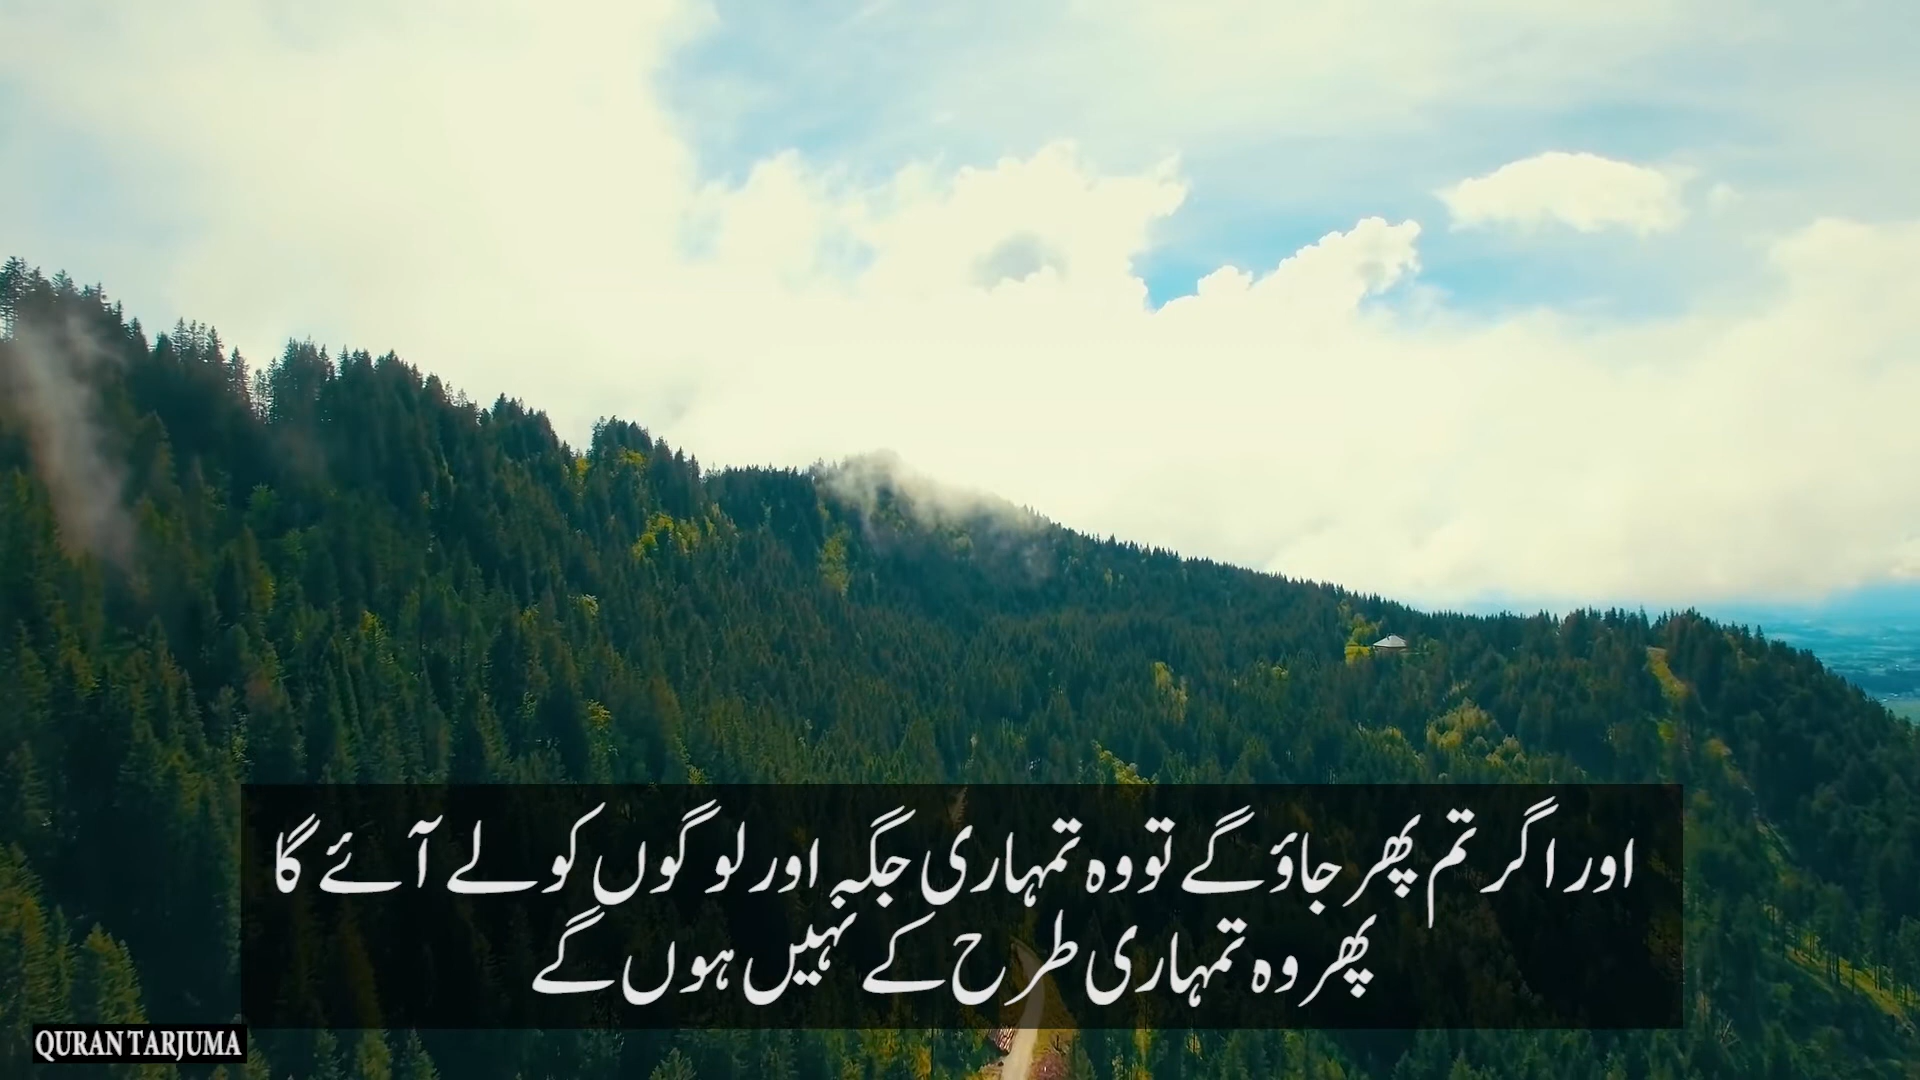 اور اگر تم پھر جاؤ گے تو وہ تمہاری جگہ اور لوگوں کو لے آئے گا
پھر وہ تمہاری طرح کے نہیں ہوں گے
QURAN TARJUMA